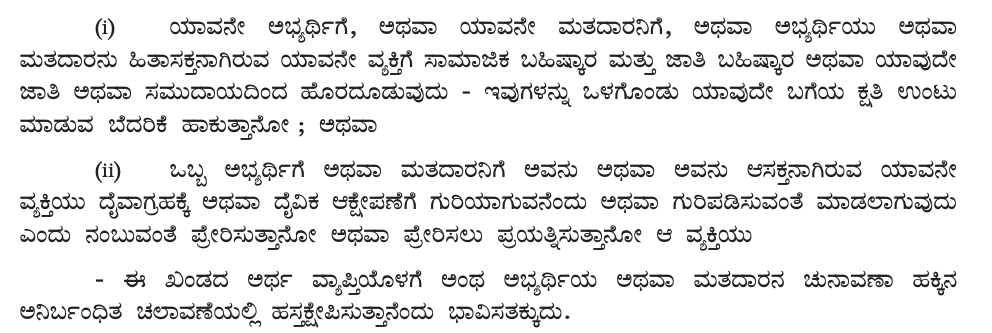 (i) ಯಾವನೇ ಅಭ್ಯರ್ಥಿಗೆ, ಅಥವಾ ಯಾವನೇ ಮತದಾರನಿಗೆ, ಅಥವಾ ಅಭ್ಯರ್ಥಿಯು ಅಥವಾ
ಮತದಾರನು ಹಿತಾಸಕ್ತನಾಗಿರುವ ಯಾವನೇ ವ್ಯಕ್ತಿಗೆ ಸಾಮಾಜಿಕ ಬಹಿಷ್ಕಾರ ಮತ್ತು ಜಾತಿ ಬಹಿಷ್ಕಾರ ಅಥವಾ ಯಾವುದೇ
ಜಾತಿ ಅಥವಾ ಸಮುದಾಯದಿಂದ ಹೊರದೂಡುವುದು - ಇವುಗಳನ್ನು ಒಳಗೊಂಡು ಯಾವುದೇ ಬಗೆಯ ಕ್ಷತಿ ಉಂಟು
ಮಾಡುವ ಬೆದರಿಕೆ ಹಾಕುತ್ತಾನೋ ; ಅಥವಾ
(ii) ಒಬ್ಬ ಅಭ್ಯರ್ಥಿಗೆ ಅಥವಾ ಮತದಾರನಿಗೆ ಅವನು ಅಥವಾ ಅವನು ಆಸಕ್ತನಾಗಿರುವ ಯಾವನೇ
ವ್ಯಕ್ತಿಯು ದೈವಾಗ್ರಹಕ್ಕೆ ಅಥವಾ ದೈವಿಕ ಆಕ್ಷೇಪಣೆಗೆ ಗುರಿಯಾಗುವನೆಂದು ಅಥವಾ ಗುರಿಪಡಿಸುವಂತೆ ಮಾಡಲಾಗುವುದು
ಎಂದು ನಂಬುವಂತೆ ಪ್ರೇರಿಸುತ್ತಾನೋ ಅಥವಾ ಪ್ರೇರಿಸಲು ಪ್ರಯತ್ನಿಸುತ್ತಾನೋ ಆ ವ್ಯಕ್ತಿಯು
- ಈ ಖಂಡದ ಅರ್ಥ ವ್ಯಾಪ್ತಿಯೊಳಗೆ ಅಂಥ ಅಭ್ಯರ್ಥಿಯ ಅಥವಾ ಮತದಾರನ ಚುನಾವಣಾ ಹಕ್ಕಿನ
ಅನಿರ್ಬಂಧಿತ ಚಲಾವಣೆಯಲ್ಲಿ ಹಸ್ತಕ್ಷೇಪಿಸುತ್ತಾನೆಂದು ಭಾವಿಸತಕ್ಕುದು.